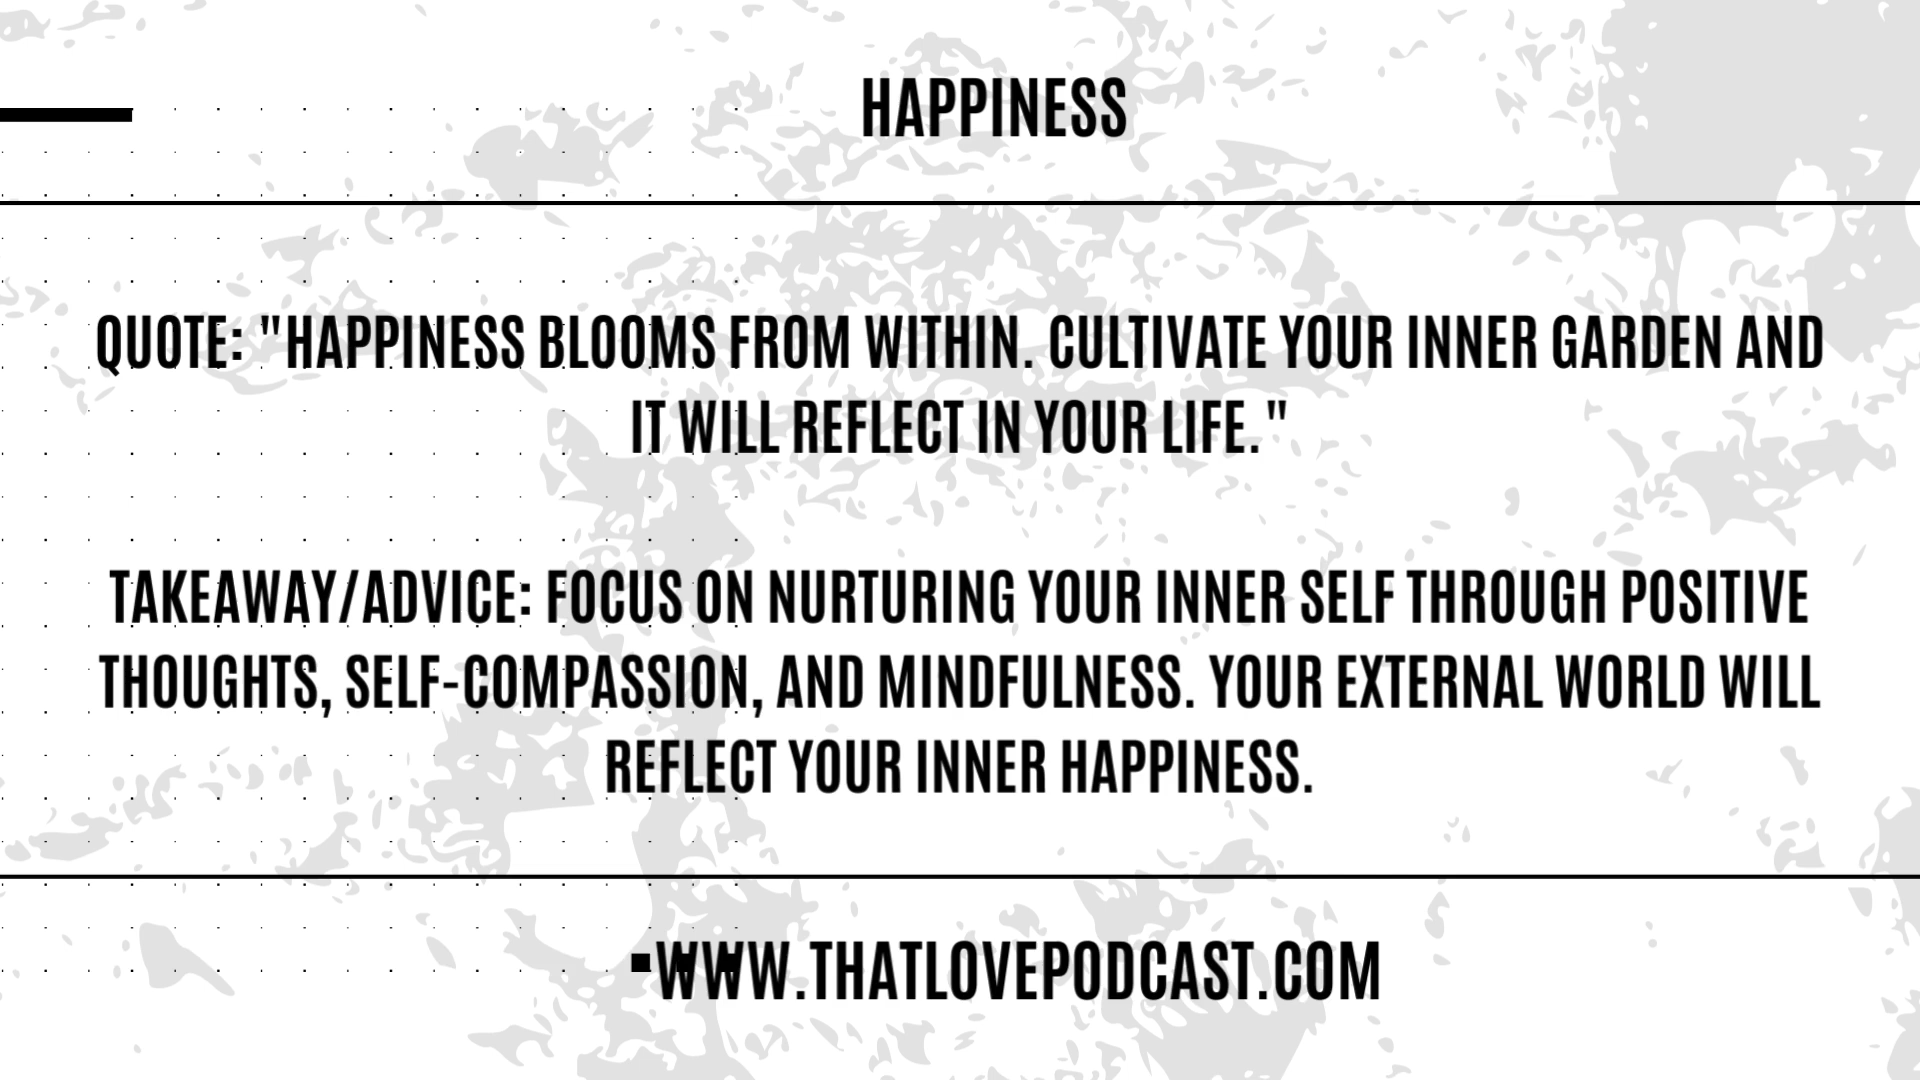 HAPPINESS
QUOTE: "HAPPINESS BLOOMS FROM WITHIN. CULTIVATE YOUR INNER GARDEN AND
IT WILL REFLECT IN YOUR LIFE."
TAKEAWAY/ADVICE: FOCUS ON NURTURING YOUR INNER SELF THROUGH POSITIVE
THOUGHTS, SELF-COMPASSION, AND MINDFULNESS. YOUR EXTERNAL WORLD WILL
REFLECT YOUR INNER HAPPINESS.
WWW.THATLOVEPODCAST.COM